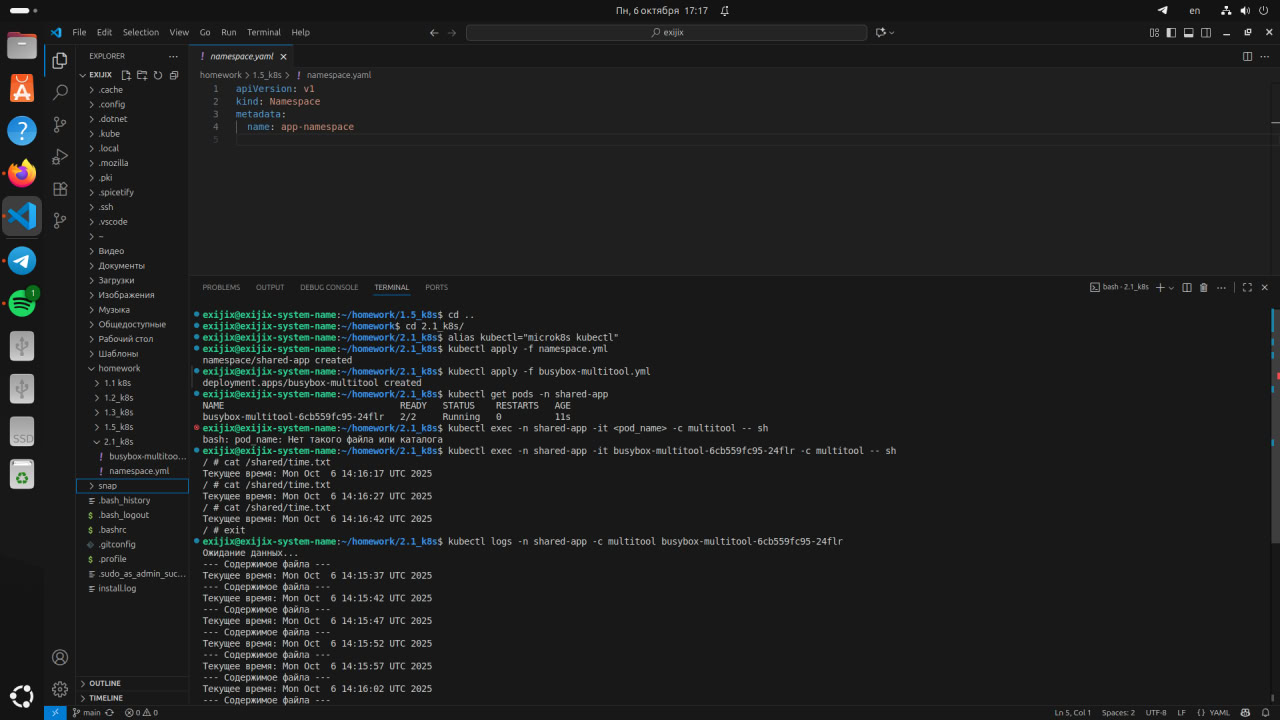 Пн, 6 октября 17:17
en
File Edit Selection View Go Run Terminal Help
exijix
EXPLORER
EXIJIX
.cache
.config
.dotnet
.kube
.local
.mozilla
.pki
.spicetify
.ssh
.vscode
~
Видео
Документы
Загрузки
Изображения
Музыка
Общедоступные
Рабочий стол
Шаблоны
homework
1.1 k8s
1.2_k8s
1.3_k8s
1.5_k8s
2.1_k8s
busybox-multitoo...
namespace.yml
snap
.bash_history
.bash_logout
.bashrc
.gitconfig
.profile
.sudo_as_admin_suc...
install.log
OUTLINE
TIMELINE
1
SSD
namespace.yaml
homework > 1.5_k8s > namespace.yaml
1 apiVersion: v1
2 kind: Namespace
3 metadata:
4 name: app-namespace
5
PROBLEMS OUTPUT DEBUG CONSOLE TERMINAL PORTS
bash - 2.1_k8s
exijix@exijix-system-name:~/homework/1.5_k8s$ cd ..
exijix@exijix-system-name:~/homework$ cd 2.1_k8s/
exijix@exijix-system-name:~/homework/2.1_k8s$ alias kubectl="microk8s kubectl"
exijix@exijix-system-name:~/homework/2.1_k8s$ kubectl apply -f namespace.yml
namespace/shared-app created
exijix@exijix-system-name:~/homework/2.1_k8s$ kubectl apply -f busybox-multitool.yml
deployment.apps/busybox-multitool created
exijix@exijix-system-name:~/homework/2.1_k8s$ kubectl get pods -n shared-app
NAME READY STATUS RESTARTS AGE
busybox-multitool-6cb559fc95-24flr 2/2 Running 0 11s
exijix@exijix-system-name:~/homework/2.1_k8s$ kubectl exec -n shared-app -it <pod_name> -c multitool -- sh
bash: pod_name: Нет такого файла или каталога
exijix@exijix-system-name:~/homework/2.1_k8s$ kubectl exec -n shared-app -it busybox-multitool-6cb559fc95-24flr -c multitool -- sh
/ # cat /shared/time.txt
Текущее время: Mon Oct  6 14:16:17 UTC 2025
/ # cat /shared/time.txt
Текущее время: Mon Oct  6 14:16:27 UTC 2025
/ # cat /shared/time.txt
Текущее время: Mon Oct  6 14:16:42 UTC 2025
/ # exit
exijix@exijix-system-name:~/homework/2.1_k8s$ kubectl logs -n shared-app -c multitool busybox-multitool-6cb559fc95-24flr
Ожидание данных...
--- Содержимое файла ---
Текущее время: Mon Oct  6 14:15:37 UTC 2025
--- Содержимое файла ---
Текущее время: Mon Oct  6 14:15:42 UTC 2025
--- Содержимое файла ---
Текущее время: Mon Oct  6 14:15:47 UTC 2025
--- Содержимое файла ---
Текущее время: Mon Oct  6 14:15:52 UTC 2025
--- Содержимое файла ---
Текущее время: Mon Oct  6 14:15:57 UTC 2025
--- Содержимое файла ---
Текущее время: Mon Oct  6 14:16:02 UTC 2025
--- Содержимое файла ---
main 0 0 Ln 5, Col 1 Spaces: 2 UTF-8 LF {} YAML